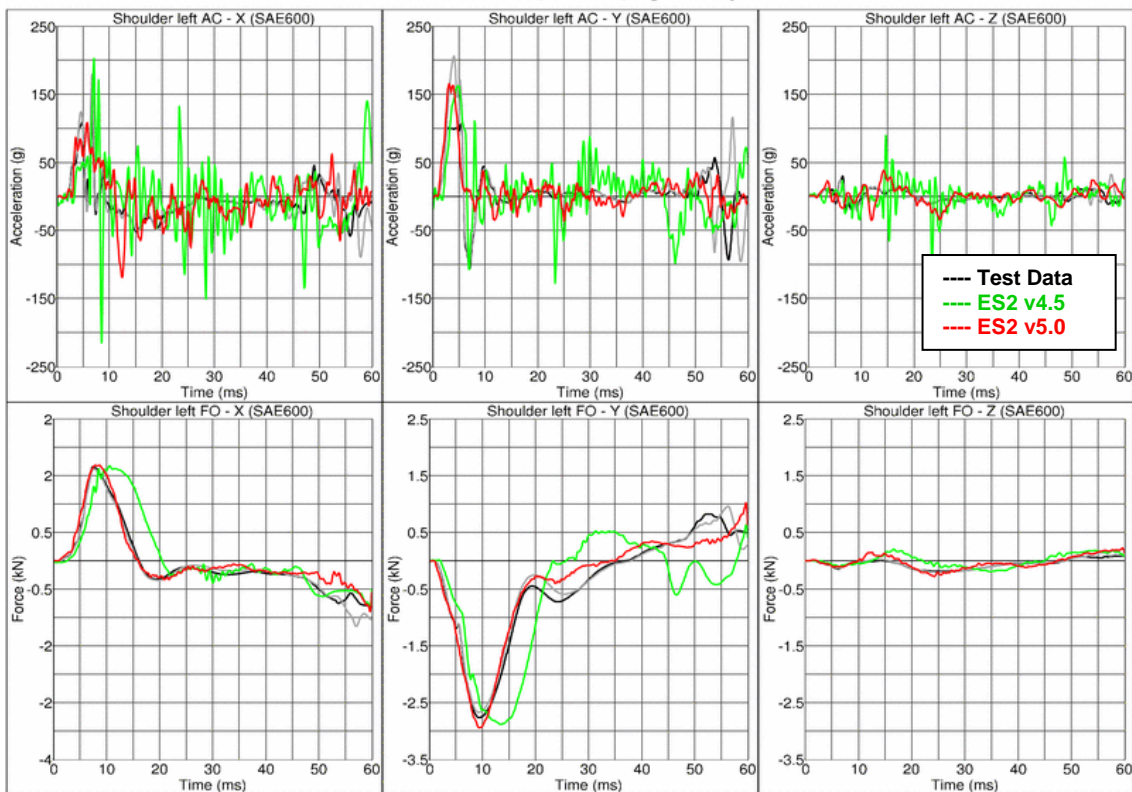 Shoulder left AC - X (SAE600)
Acceleration (g)
250
150
50
-50
-150
-250
0 10 20 30 40 50 60
Time (ms)
Shoulder left AC - Y (SAE600)
Acceleration (g)
250
150
50
-50
-150
-250
0 10 20 30 40 50 60
Time (ms)
Shoulder left AC - Z (SAE600)
Acceleration (g)
250
150
50
-50
-150
-250
0 10 20 30 40 50 60
Time (ms)
---- Test Data
---- ES2 v4.5
---- ES2 v5.0
Shoulder left FO - X (SAE600)
Force (kN)
2
2
0.5
-0.5
-2
-2
-4
0 10 20 30 40 50 60
Time (ms)
Shoulder left FO - Y (SAE600)
Force (kN)
2.5
1.5
0.5
-0.5
-1.5
-2.5
-3.5
0 10 20 30 40 50 60
Time (ms)
Shoulder left FO - Z (SAE600)
Force (kN)
2.5
1.5
0.5
-0.5
-1.5
-2.5
-3.5
0 10 20 30 40 50 60
Time (ms)